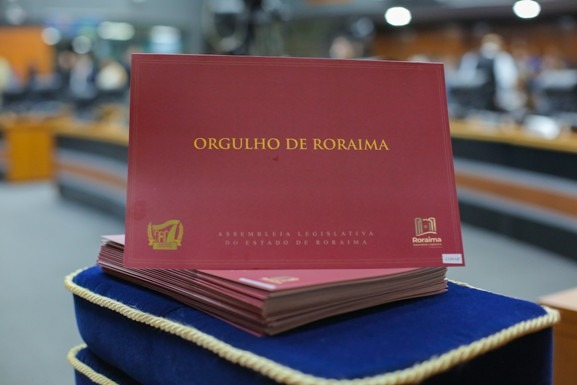 ORGULHO DE RORAIMA
ASSEMBLEIA LEGISLATIVA
DO ESTADO DE RORAIMA
Roraima